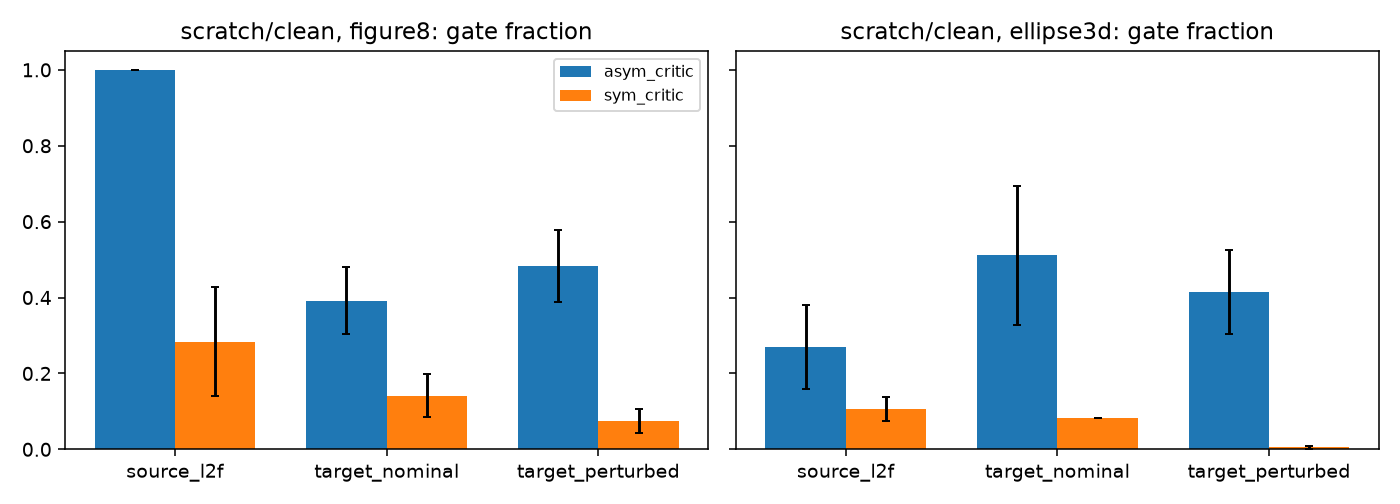 scratch/clean, figure8: gate fraction
1.0
0.8
0.6
0.4
0.2
0.0
asym_critic
sym_critic
source_l2f
target_nominal
target_perturbed
scratch/clean, ellipse3d: gate fraction
source_l2f
target_nominal
target_perturbed